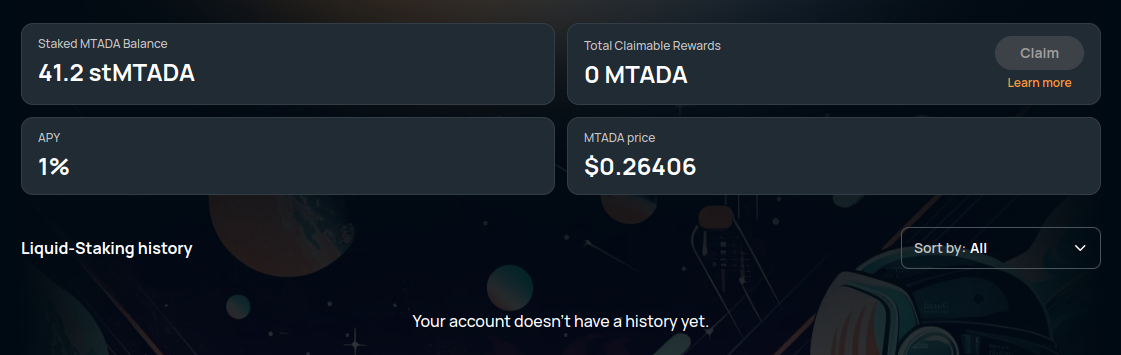 Staked MTADA Balance
41.2 stMTADA
Total Claimable Rewards
0 MTADA
Claim
Learn more
APY
1%
MTADA price
$0.26406
Liquid-Staking history
Sort by: All
Your account doesn't have a history yet.